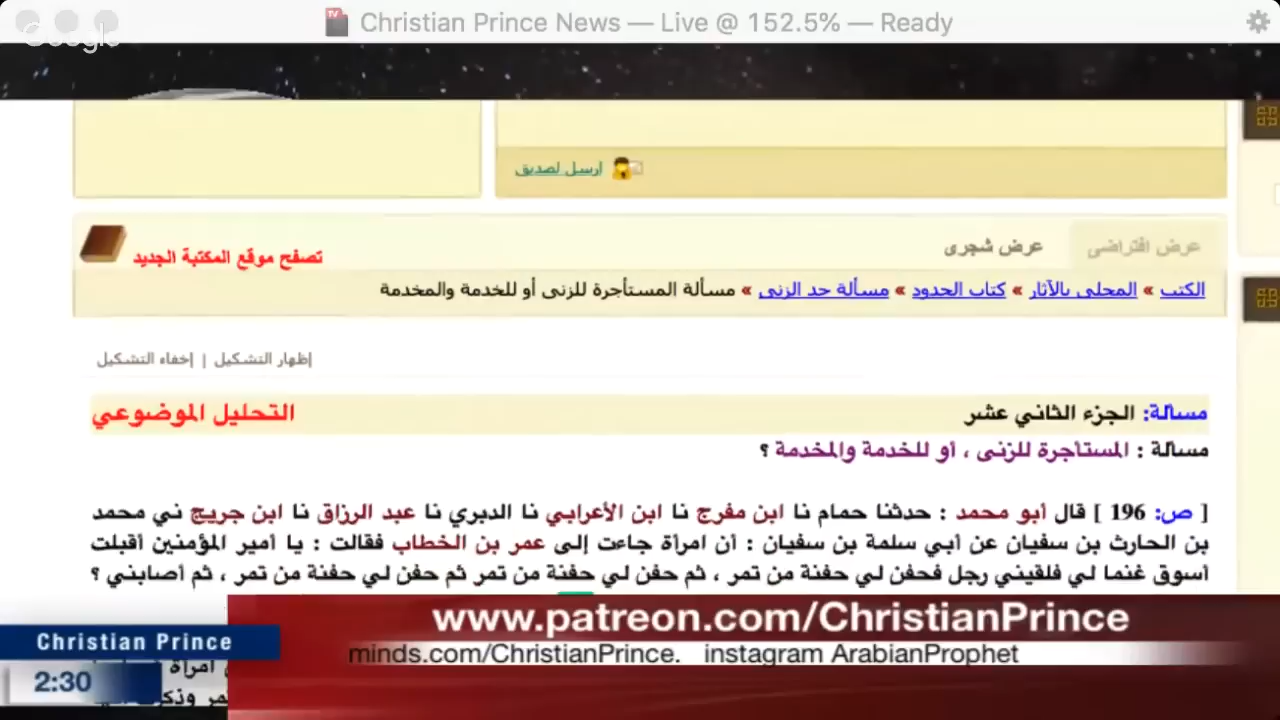 Christian Prince News — Live @ 152.5% — Ready
Google
ارسل لصديق
عرض افتراضي عرض شجري
تصفح موقع المكتبة الجديد
الكتب » المحلى بالآثار » كتاب الحدود » مسألة حد الزنى » مسألة المستأجرة للزنى أو للخدمة والمخدمة
إظهار التشكيل | إخفاء التشكيل
مسألة: الجزء الثاني عشر التحليل الموضوعي
مسألة : المستأجرة للزنى ، أو للخدمة والمخدمة ؟
[ ص: 196 ] قال أبو محمد : حدثنا حمام نا ابن مفرج نا ابن الأعرابي نا الدبري نا عبد الرزاق نا ابن جريج ني محمد
بن الحارث بن سفيان عن أبي سلمة بن سفيان : أن امرأة جاءت إلى عمر بن الخطاب فقالت : يا أمير المؤمنين أقبلت
أسوق غنما لي فلقيني رجل فحفن لي حفنة من تمر ، ثم حفن لي حفنة من تمر ثم حفن لي حفنة من تمر ، ثم أصابني ؟
www.patreon.com/ChristianPrince
Christian Prince
minds.com/ChristianPrince. instagram ArabianProphet
امرأة
2:30